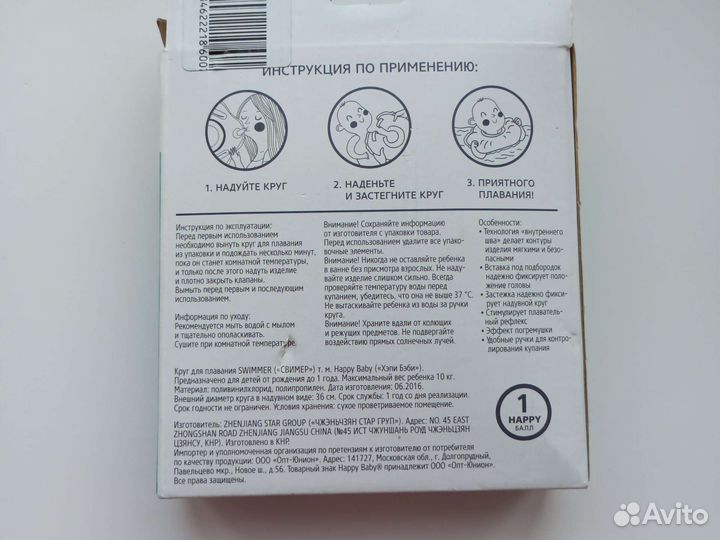 ИНСТРУКЦИЯ ПО ПРИМЕНЕНИЮ:
1. НАДУЙТЕ КРУГ
2. НАДЕНЬТЕ
И ЗАСТЕГНИТЕ КРУГ
3. ПРИЯТНОГО
ПЛАВАНИЯ!
Инструкция по эксплуатации:
Перед первым использованием
необходимо вынуть круг для плавания
из упаковки и подождать несколько минут,
пока он станет комнатной температуры,
и только после этого надуть изделие
и плотно закрыть клапаны.
Вымыть перед первым и последующим
использованием.
Информация по уходу:
Рекомендуется мыть водой с мылом
и тщательно ополаскивать.
Сушите при комнатной температуре.
Внимание! Сохраняйте информацию
от изготовителя с упаковки товара.
Перед использованием удалите все упако-
вочные элементы.
Внимание! Никогда не оставляйте ребенка
в ванне без присмотра взрослых. Не наду-
вайте изделие слишком сильно. Всегда
проверяйте температуру воды перед
купанием, убедитесь, что она не выше 37 °C.
Не вытаскивайте ребенка из воды за ручки
круга.
Внимание! Храните вдали от колющих
и режущих предметов. Не подвергайте
воздействию прямых солнечных лучей.
Особенности:
• Технология «внутреннего
шва» делает контуры
изделия мягкими и безо-
пасными
• Вставка под подбородок
надежно фиксирует поло-
жение головы
• Застежка надежно фикси-
рует надувной круг
• Стимулирует плаватель-
ный рефлекс
• Эффект погремушки
• Удобные ручки для конт-
ролирования купания
Круг для плавания SWIMMER («СВИМЕР») т. м. Happy Baby («Хэпи Бэби»).
Предназначено для детей от рождения до 1 года. Максимальный вес ребенка 10 кг.
Материал: поливинилхлорид, полипропилен. Дата изготовления: 06.2016.
Внешний диаметр круга в надувном виде: 36 см. Срок службы: 1 год со дня реализации.
Срок годности не ограничен. Условия хранения: сухое проветриваемое помещение.
Изготовитель: ZHENJIANG STAR GROUP («ЧЖЭНЬЧЗЯН СТАР ГРУП»). Адрес: NO. 45 EAST
ZHONGSHAN ROAD ZHENJIANG JIANGSU CHINA (№45 ИСТ ЧЖУНШАНЬ РОУД ЧЖЭНЬЦЗЯН
ЦЗЯНСУ, КНР). Изготовлено в КНР.
Импортер и уполномоченная организация по претензиям к изготовителю от потребителя
по качеству продукции: ООО «Опт-Юнион». Адрес: 141727, Московская обл., г. Долгопрудный,
Павельцево мкр., Новое ш., д.56. Товарный знак Happy Baby® принадлежит ООО «Опт-Юнион».
Все права защищены.
1
HAPPY
БАЛЛ
Avito